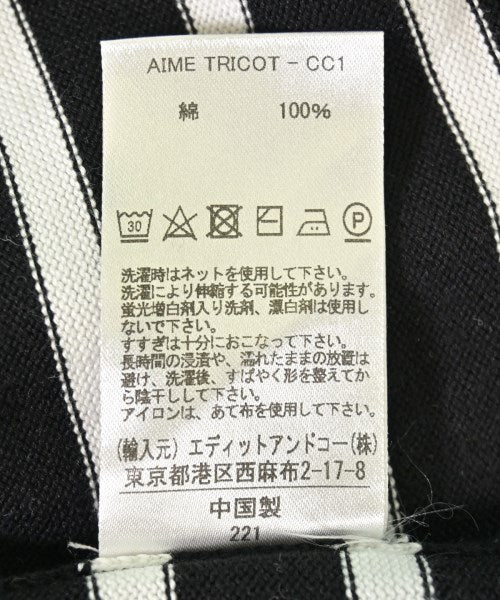 AIME TRICOT - CC1
綿 100%
30
P
洗濯時はネットを使用して下さい。
洗濯により伸縮する可能性があります。
蛍光増白剤入り洗剤、漂白剤は使用し
ないで下さい。
すすぎは十分におこなって下さい。
長時間の浸漬や、濡れたままの放置は
避け、洗濯後、すばやく形を整えてか
ら陰干しして下さい。
アイロンは、あて布を使用して下さい。
(輸入元) エディットアンドコー(株)
東京都港区西麻布2-17-8
中国製
221